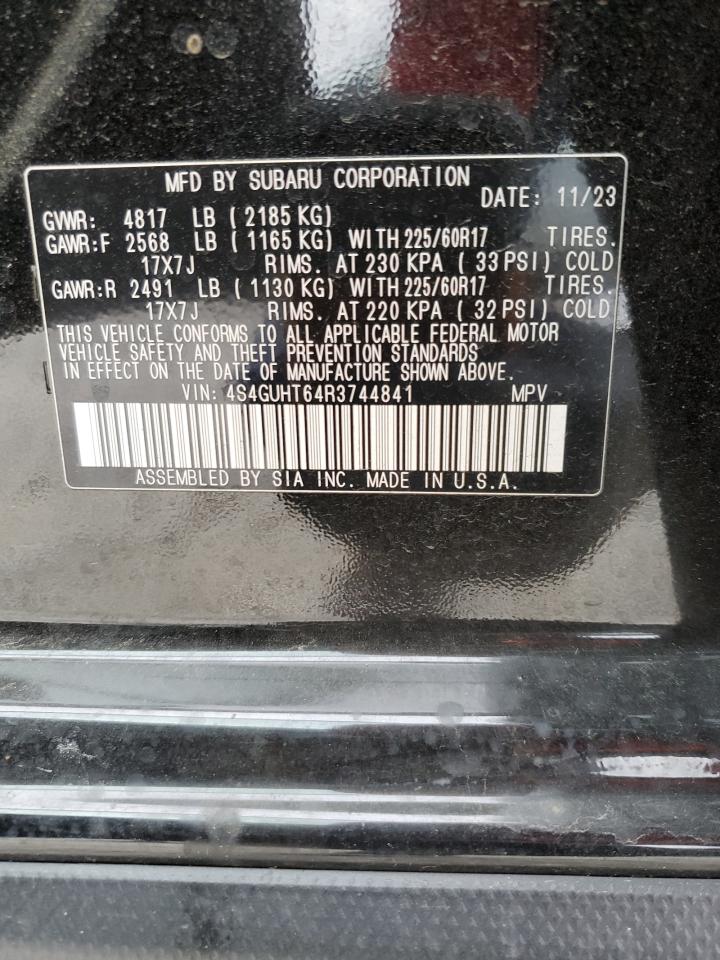 MFD BY SUBARU CORPORATION DATE: 11/23
GVWR: 4817 LB ( 2185 KG)
GAWR:F 2568 LB ( 1165 KG) WITH 225/60R17 TIRES.
17X7J RIMS. AT 230 KPA ( 33 PSI) COLD
GAWR:R 2491 LB ( 1130 KG) WITH 225/60R17 TIRES.
17X7J RIMS. AT 220 KPA ( 32 PSI) COLD
THIS VEHICLE CONFORMS TO ALL APPLICABLE FEDERAL MOTOR
VEHICLE SAFETY AND THEFT PREVENTION STANDARDS
IN EFFECT ON THE DATE OF MANUFACTURE SHOWN ABOVE.
VIN: 4S4GUHT64R3744841 MPV
ASSEMBLED BY SIA INC. MADE IN U.S.A.